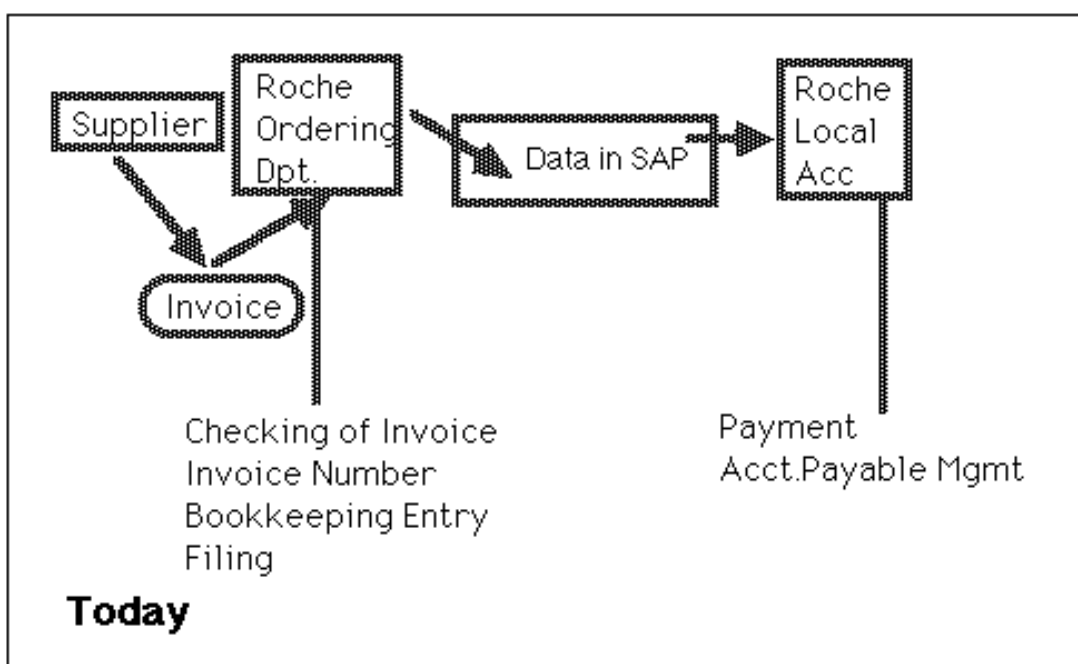 Supplier
Roche
Ordering
Dpt.
Data in SAP
Roche
Local
Acc
Invoice
Checking of Invoice
Invoice Number
Bookkeeping Entry
Filing
Payment
Acct.Payable Mgmt
Today